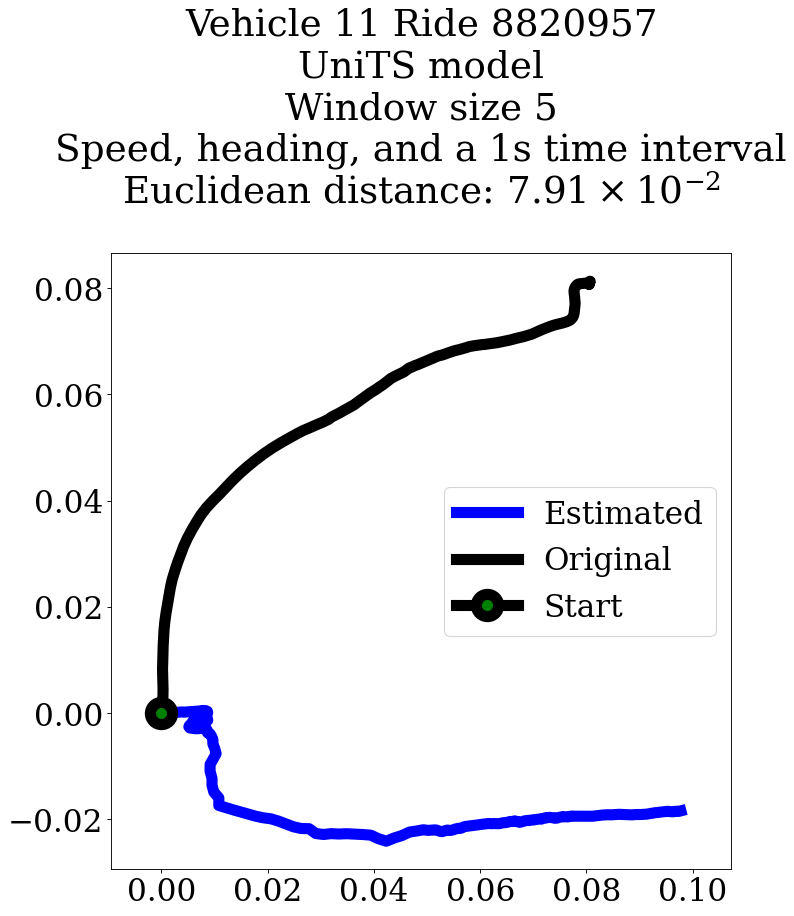 Vehicle 11 Ride 8820957
UniTS model
Window size 5
Speed, heading, and a 1s time interval
Euclidean distance: 7.91 × 10⁻²
0.08
0.06
0.04
0.02
0.00
−0.02
Estimated
Original
Start
0.00 0.02 0.04 0.06 0.08 0.10